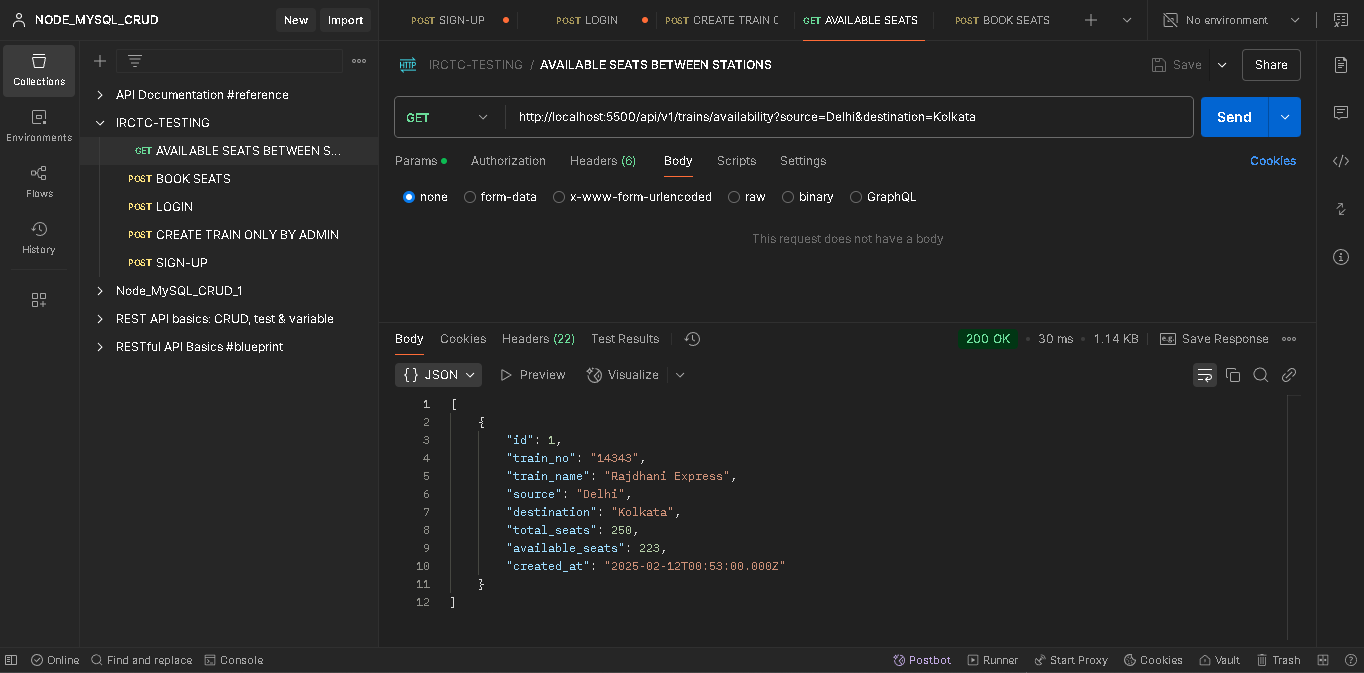 NODE_MYSQL_CRUD
New
Import
POST SIGN-UP
POST LOGIN
POST CREATE TRAIN
GET AVAILABLE SEATS
POST BOOK SEATS
No environment
Collections
Environments
Flows
History
API Documentation #reference
IRCTC-TESTING
GET AVAILABLE SEATS BETWEEN S...
POST BOOK SEATS
POST LOGIN
POST CREATE TRAIN ONLY BY ADMIN
POST SIGN-UP
Node_MySQL_CRUD_1
REST API basics: CRUD, test & variable
RESTful API Basics #blueprint
HTTP IRCTC-TESTING / AVAILABLE SEATS BETWEEN STATIONS
Save
Share
GET
http://localhost:5500/api/v1/trains/availability?source=Delhi&destination=Kolkata
Send
Params Authorization Headers (6) Body Scripts Settings
Cookies
none form-data x-www-form-urlencoded raw binary GraphQL
This request does not have a body
Body Cookies Headers (22) Test Results
200 OK • 30 ms • 1.14 KB
e.g. Save Response
{} JSON Preview Visualize
1 [
2 {
3 "id": 1,
4 "train_no": "14343",
5 "train_name": "Rajdhani Express",
6 "source": "Delhi",
7 "destination": "Kolkata",
8 "total_seats": 250,
9 "available_seats": 223,
10 "created_at": "2025-02-12T00:53:00.000Z"
11 }
12 ]
Online Find and replace Console
Postbot Runner Start Proxy Cookies Vault Trash